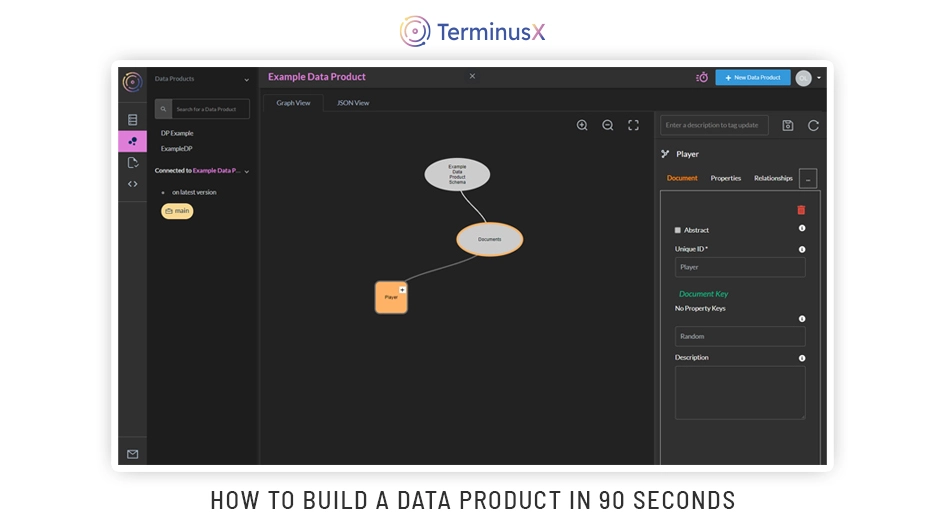 TerminusX
Data Products
Example Data Product
New Data Product
DL
Search for a Data Product
Graph View
JSON View
DP Example
ExampleDP
Connected to Example Data P...
on latest version
main
Example
Data
Product
Schema
Documents
Player
Enter a description to tag update
Player
Document
Properties
Relationships
...
Abstract
Unique ID *
Player
Document Key
No Property Keys
Random
Description
HOW TO BUILD A DATA PRODUCT IN 90 SECONDS